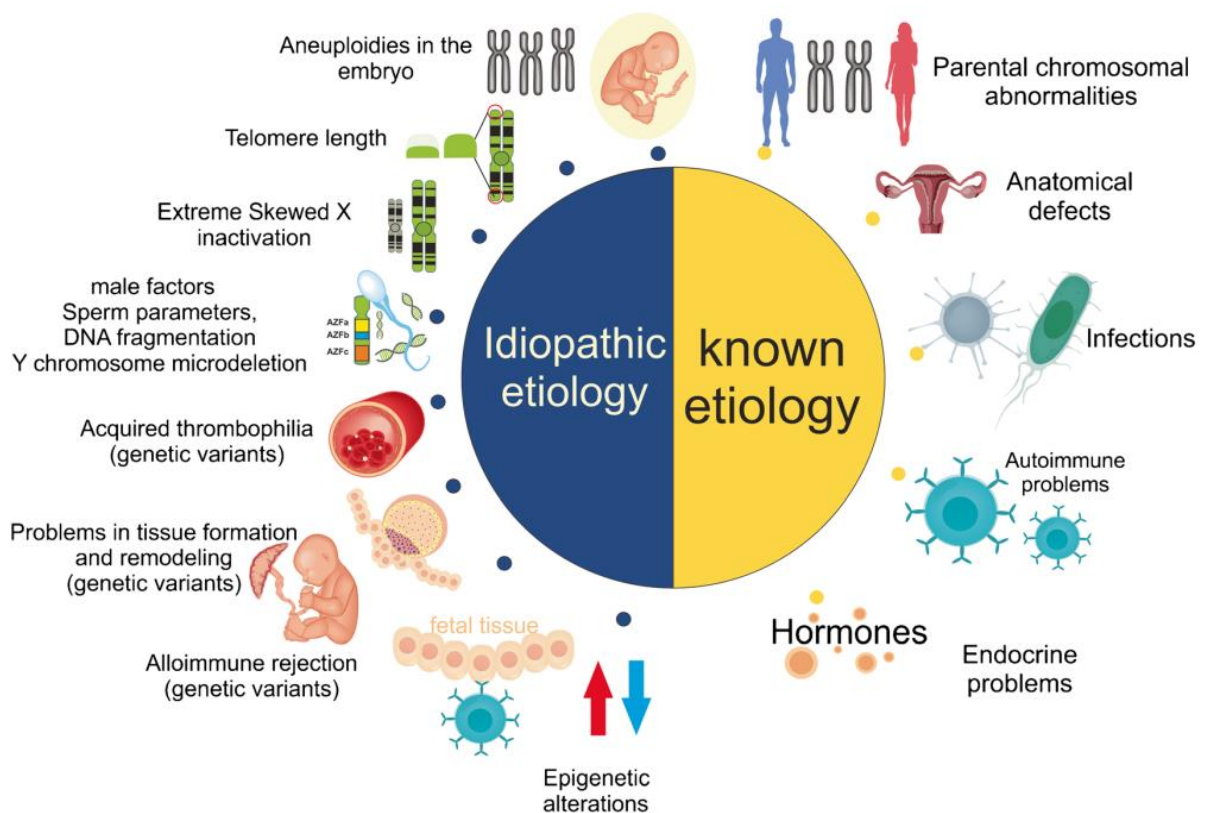 Aneuploidies in the
embryo
Telomere length
Extreme Skewed X
inactivation
male factors
Sperm parameters,
DNA fragmentation
Y chromosome microdeletion
AZFa
AZFb
AZFc
Acquired thrombophilia
(genetic variants)
Problems in tissue formation
and remodeling
(genetic variants)
Alloimmune rejection
(genetic variants)
fetal tissue
Epigenetic
alterations
Idiopathic
etiology
known
etiology
Parental chromosomal
abnormalities
Anatomical
defects
Infections
Autoimmune
problems
Hormones
Endocrine
problems